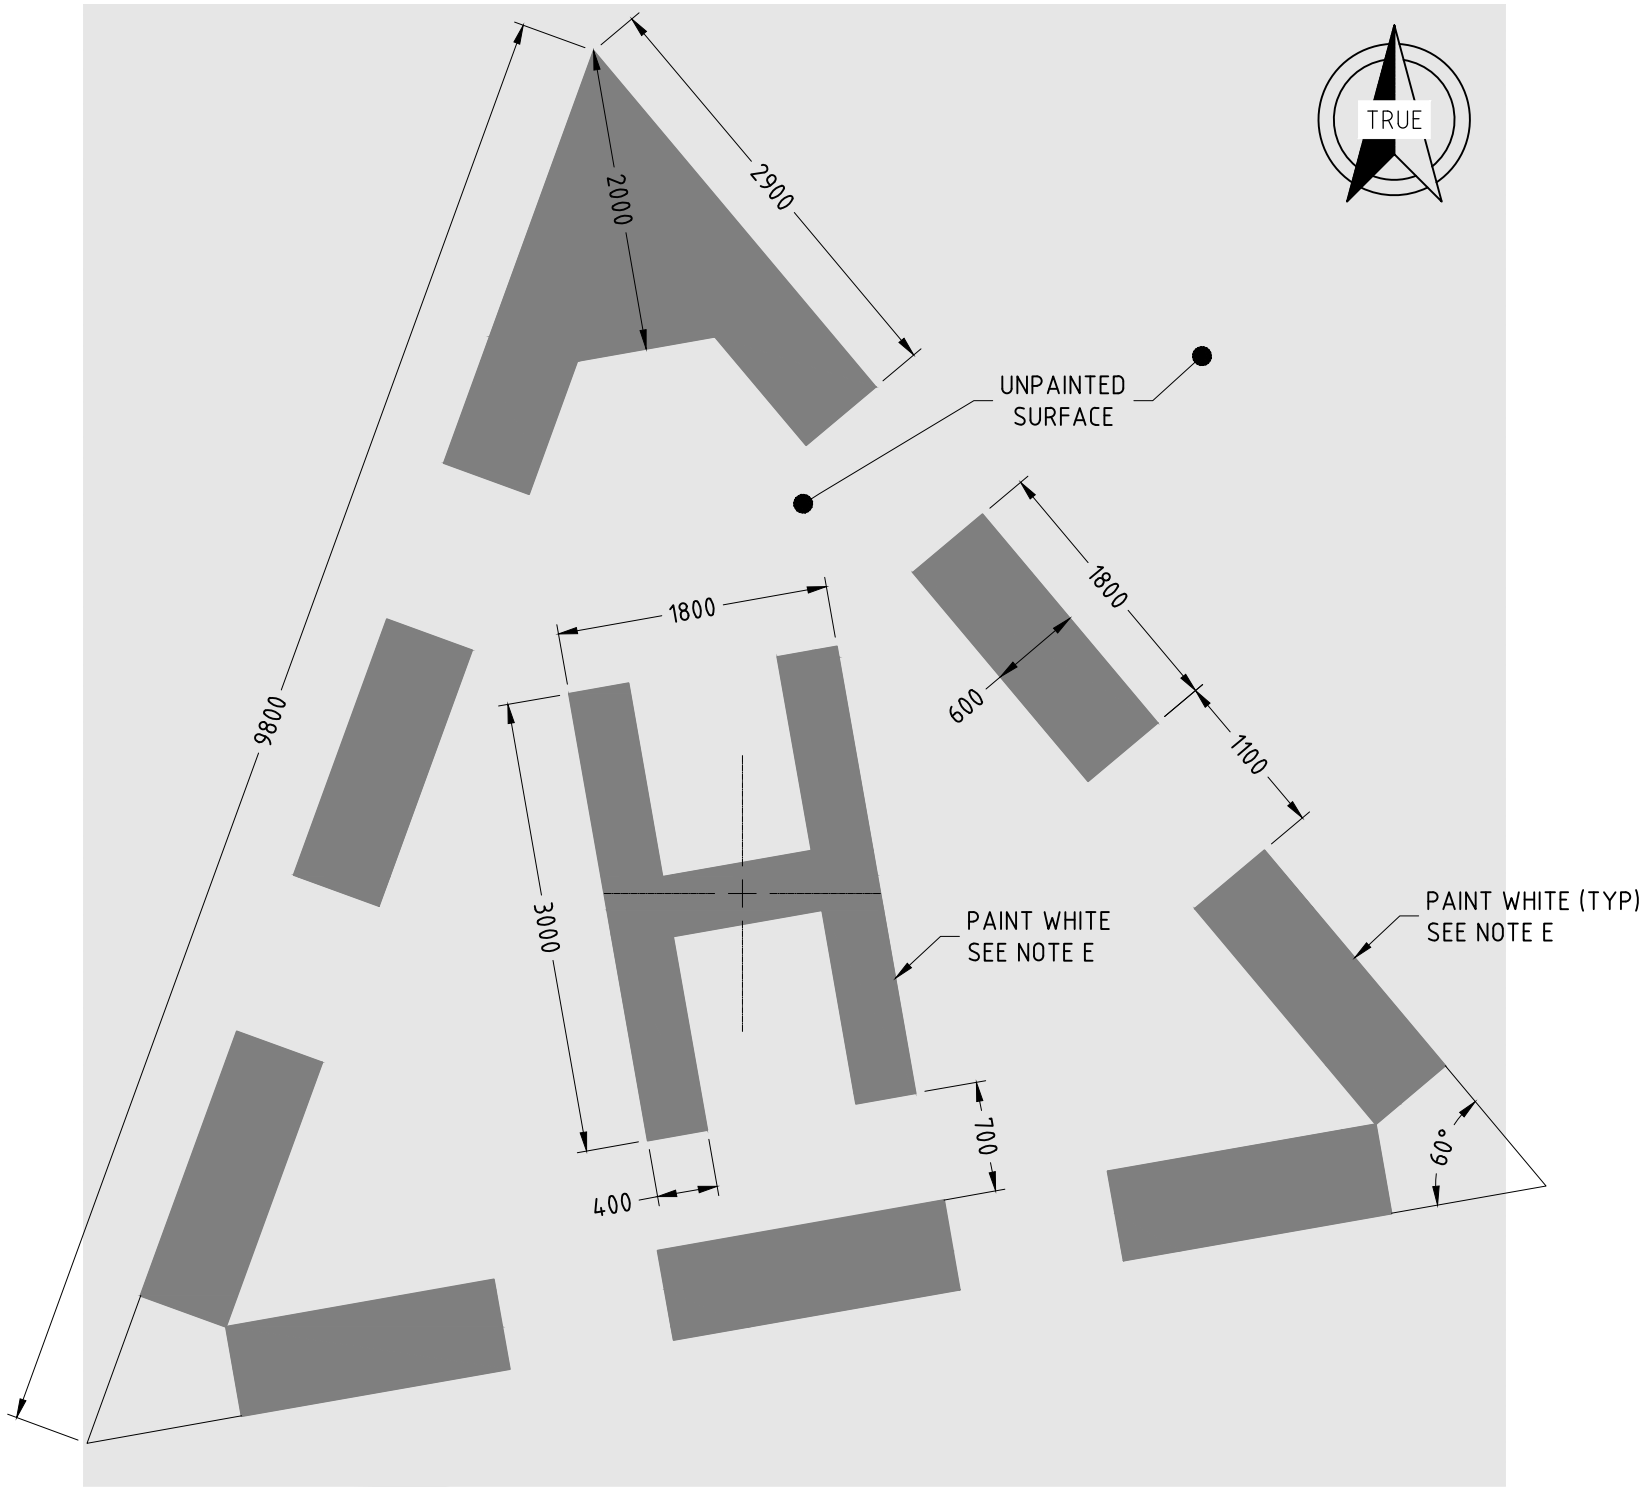 TRUE
2900
2000
UNPAINTED
SURFACE
1800
1800
600
9800
1100
3000
PAINT WHITE
SEE NOTE E
PAINT WHITE (TYP)
SEE NOTE E
700
60°
400
H